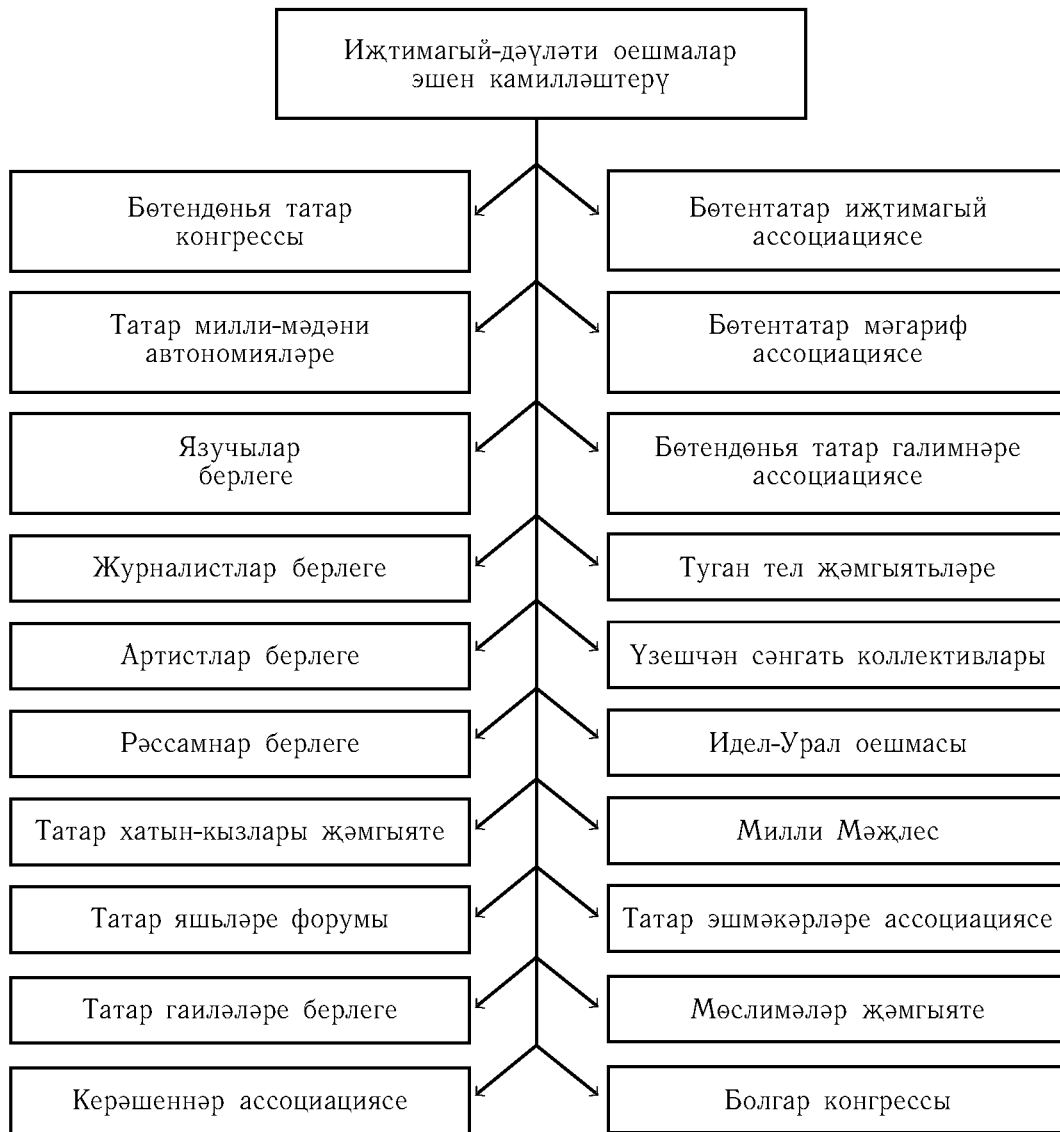 Иҗтимагый-дәүләти оешмалар
эшен камилләштерү
Бөтендөнья татар
конгрессы
Бөтентатар иҗтимагый
ассоциациясе
Татар милли-мәдәни
автономияләре
Бөтентатар мәгариф
ассоциациясе
Язучылар
берлеге
Бөтендөнья татар галимнәре
ассоциациясе
Журналистлар берлеге
Туган тел җәмгыятьләре
Артистлар берлеге
Үзешчән сәнгать коллективлары
Рәссамнар берлеге
Идел-Урал оешмасы
Татар хатын-кызлары җәмгыяте
Милли Мәҗлес
Татар яшьләре форумы
Татар эшмәкәрләре ассоциациясе
Татар гаиләләре берлеге
Мөслимәләр җәмгыяте
Керәшеннәр ассоциациясе
Болгар конгрессы